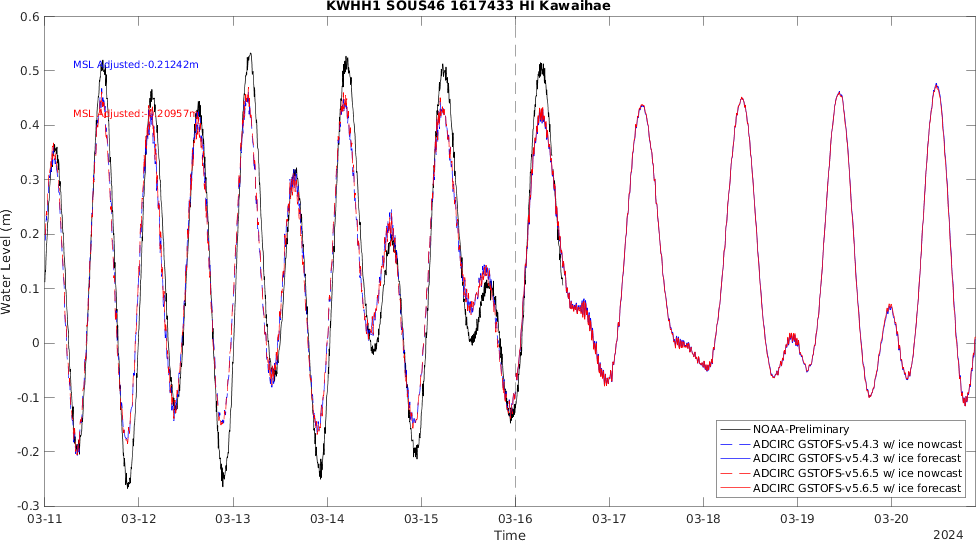 KWHH1 SOUS46 1617433 HI Kawaihae
0.6
0.5
0.4
0.3
0.2
0.1
0
-0.1
-0.2
-0.3
Water Level (m)
MSL Adjusted:-0.21242m
MSL Adjusted:-0.20957m
NOAA-Preliminary
ADCIRC GSTOFS-v5.4.3 w/ ice nowcast
ADCIRC GSTOFS-v5.4.3 w/ ice forecast
ADCIRC GSTOFS-v5.6.5 w/ ice nowcast
ADCIRC GSTOFS-v5.6.5 w/ ice forecast
03-11 03-12 03-13 03-14 03-15 03-16 03-17 03-18 03-19 03-20
Time
2024